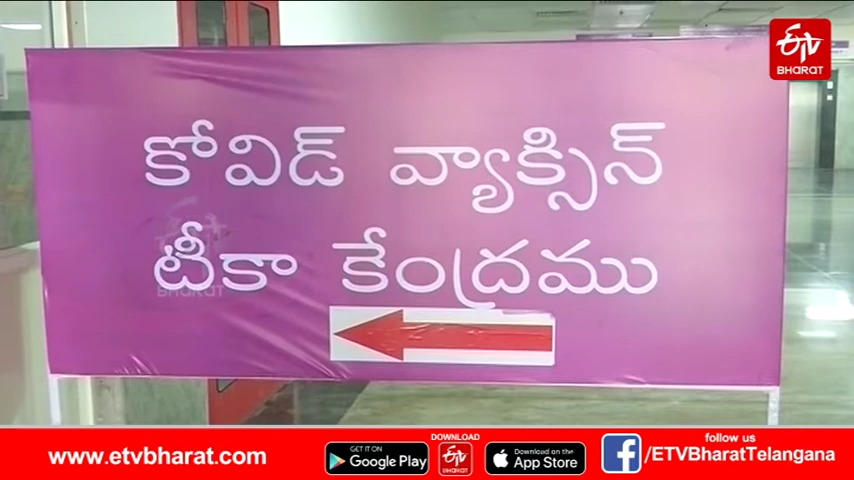 ETV
BHARAT
కోవిడ్ వ్యాక్సిన్
టీకా కేంద్రము
BHARAT
www.etvbharat.com
DOWNLOAD
GET IT ON
Google Play
ETV
BHARAT
Download on the
App Store
follow us
/ETVBharatTelangana